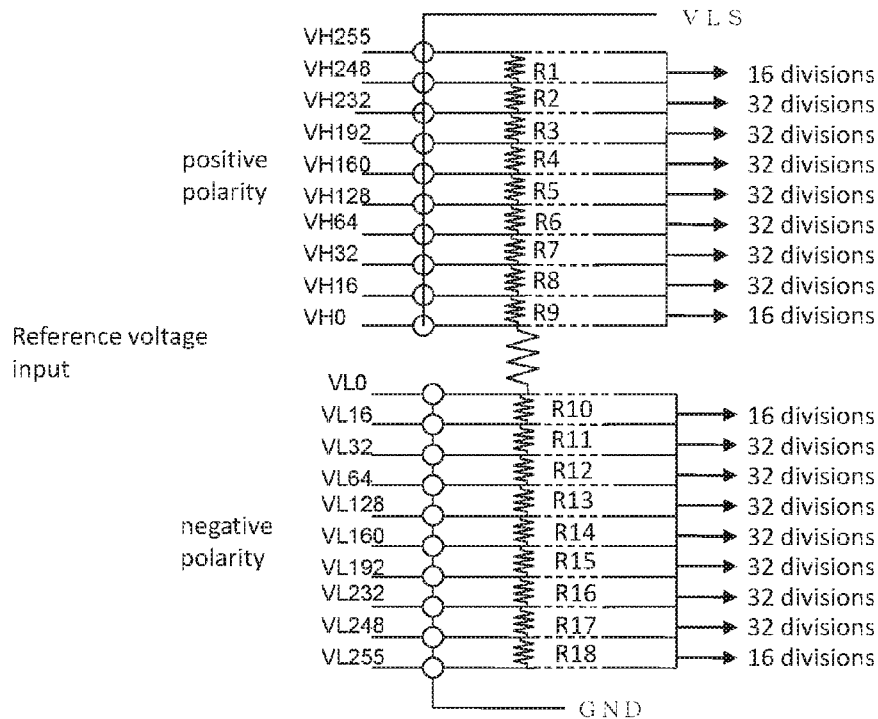 VLS
VH255
VH248
R1
16 divisions
VH232
R2
32 divisions
VH192
R3
32 divisions
VH160
R4
32 divisions
positive
polarity
VH128
R5
32 divisions
VH64
R6
32 divisions
VH32
R7
32 divisions
VH16
R8
32 divisions
VH0
R9
16 divisions
Reference voltage
input
VL0
VL16
R10
16 divisions
VL32
R11
32 divisions
VL64
R12
32 divisions
VL128
R13
32 divisions
negative
polarity
VL160
R14
32 divisions
VL192
R15
32 divisions
VL232
R16
32 divisions
VL248
R17
32 divisions
VL255
R18
16 divisions
GND